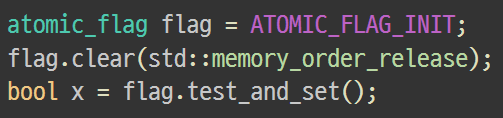 atomic_flag flag = ATOMIC_FLAG_INIT;
flag.clear(std::memory_order_release);
bool x = flag.test_and_set();